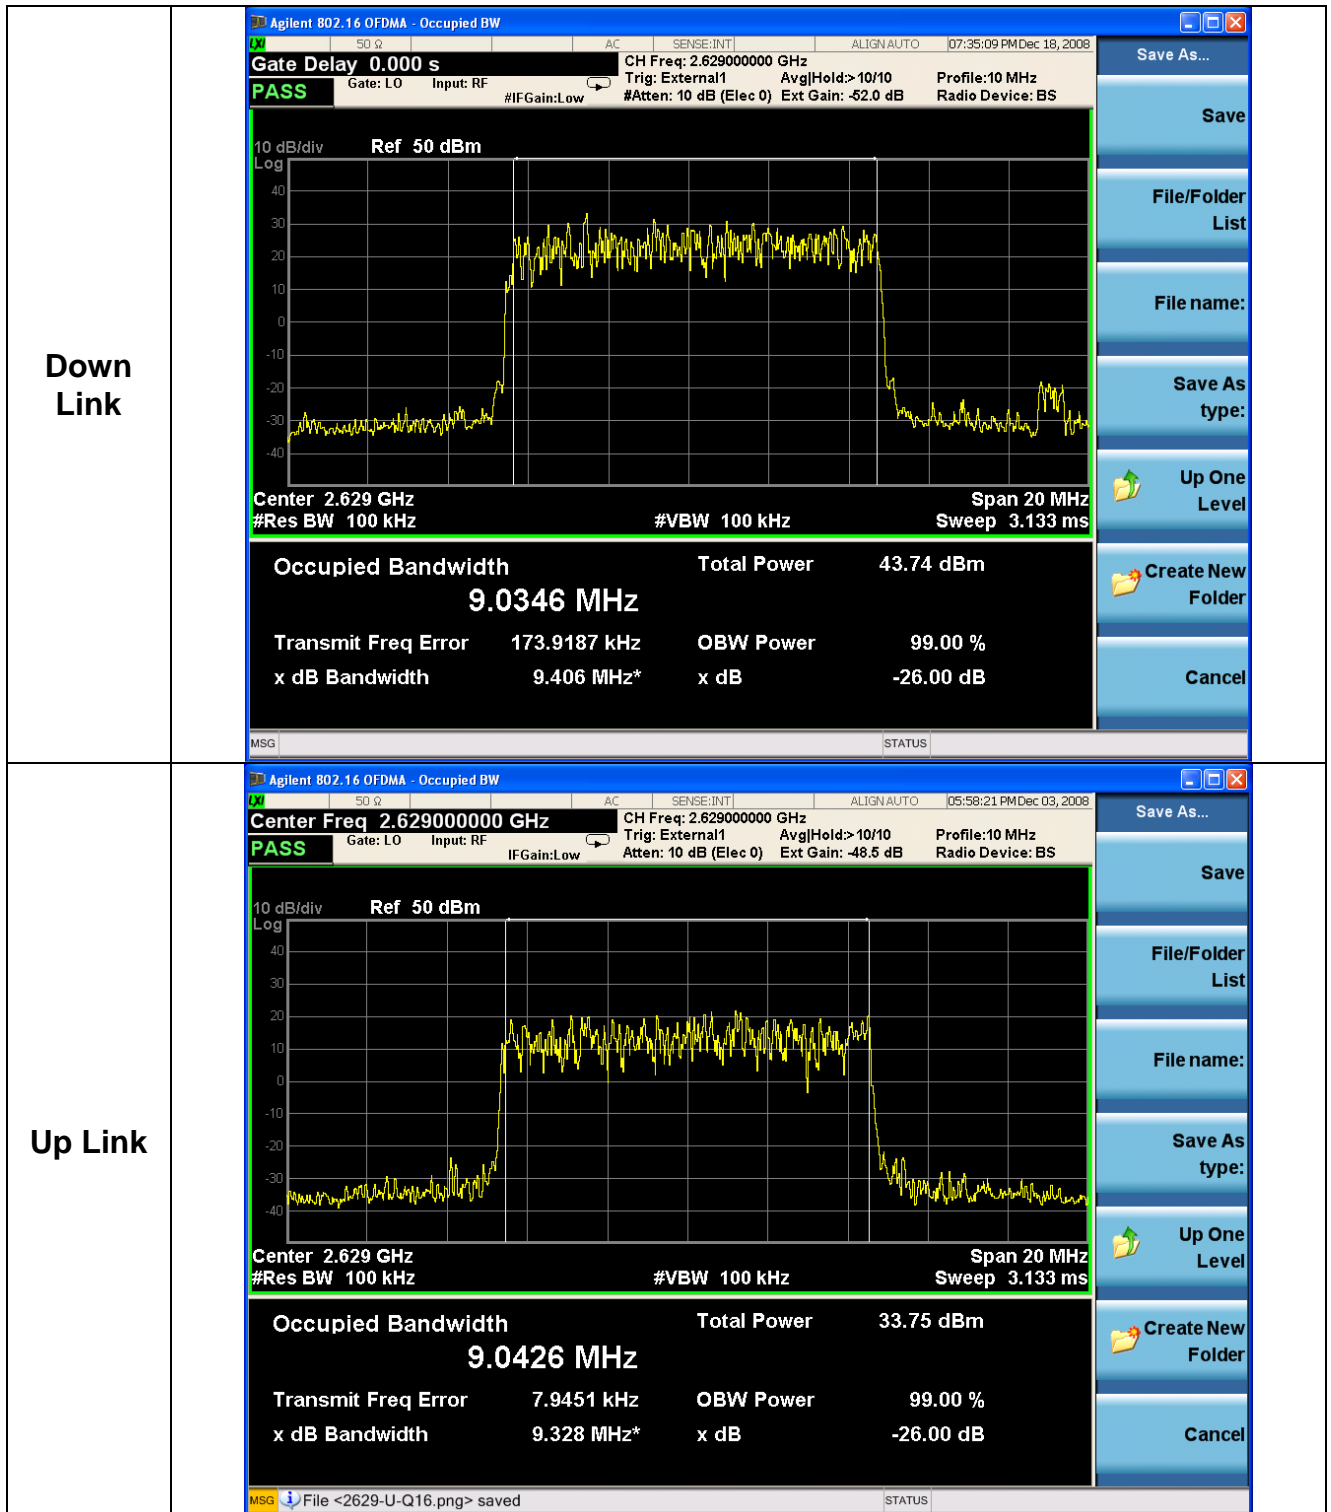 Down
Link
Agilent 802.16 OFDMA - Occupied BW
LXI 50 Ω AC SENSE:INT ALIGN AUTO 07:35:09 PM Dec 18, 2008
Gate Delay 0.000 s
CH Freq: 2.629000000 GHz
PASS Gate: LO Input: RF Trig: External1 Avg|Hold:>10/10 Profile:10 MHz
#IFGain:Low #Atten: 10 dB (Elec 0) Ext Gain: -52.0 dB Radio Device: BS
10 dB/div Ref 50 dBm
Log
40
30
20
10
0
-10
-20
-30
-40
Center 2.629 GHz Span 20 MHz
#Res BW 100 kHz #VBW 100 kHz Sweep 3.133 ms
Occupied Bandwidth Total Power 43.74 dBm
9.0346 MHz
Transmit Freq Error 173.9187 kHz OBW Power 99.00 %
x dB Bandwidth 9.406 MHz* x dB -26.00 dB
MSG STATUS
Save As...
Save
File/Folder
List
File name:
Save As
type:
Up One
Level
Create New
Folder
Cancel
Up Link
Agilent 802.16 OFDMA - Occupied BW
LXI 50 Ω AC SENSE:INT ALIGN AUTO 05:58:21 PM Dec 03, 2008
Center Freq 2.629000000 GHz
CH Freq: 2.629000000 GHz
PASS Gate: LO Input: RF Trig: External1 Avg|Hold:>10/10 Profile:10 MHz
IFGain:Low Atten: 10 dB (Elec 0) Ext Gain: -48.5 dB Radio Device: BS
10 dB/div Ref 50 dBm
Log
40
30
20
10
0
-10
-20
-30
-40
Center 2.629 GHz Span 20 MHz
#Res BW 100 kHz #VBW 100 kHz Sweep 3.133 ms
Occupied Bandwidth Total Power 33.75 dBm
9.0426 MHz
Transmit Freq Error 7.9451 kHz OBW Power 99.00 %
x dB Bandwidth 9.328 MHz* x dB -26.00 dB
MSG File <2629-U-Q16.png> saved STATUS
Save As...
Save
File/Folder
List
File name:
Save As
type:
Up One
Level
Create New
Folder
Cancel